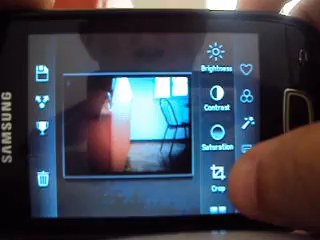 SAMSUNG
Brightness
Contrast
Saturation
Crop